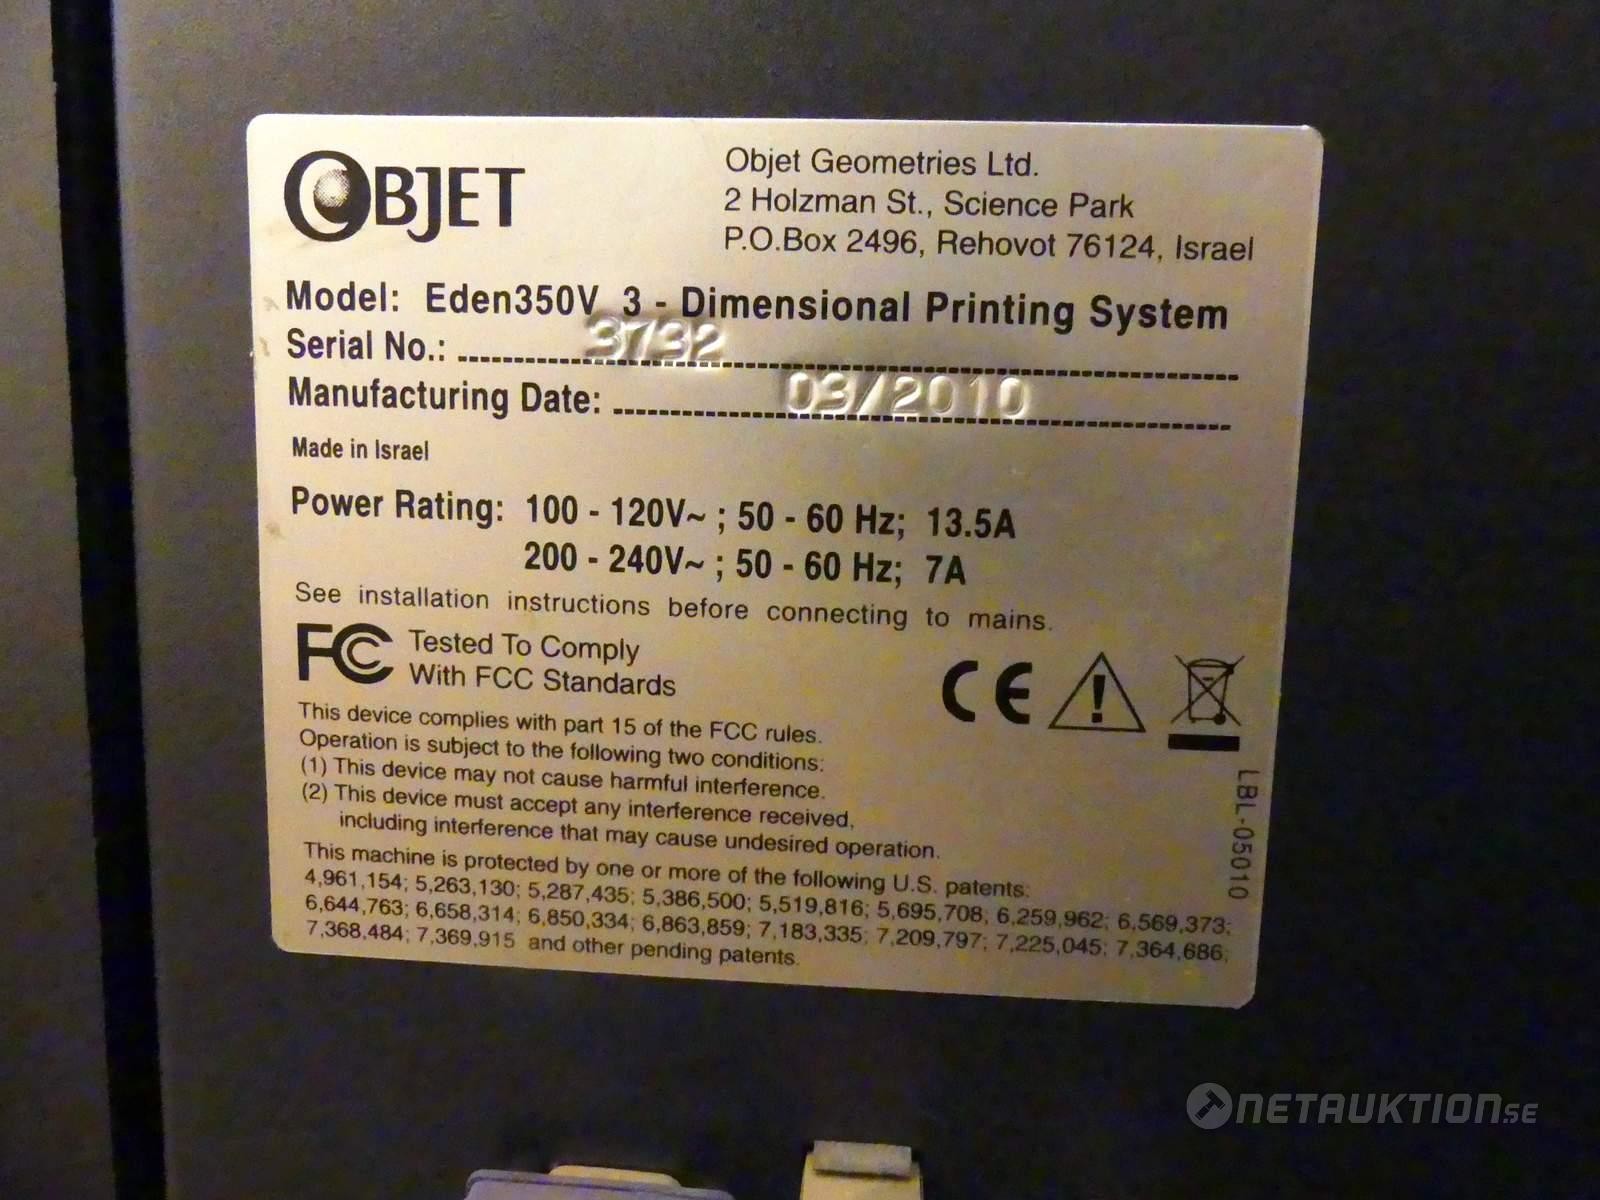 OBJET
Objet Geometries Ltd.
2 Holzman St., Science Park
P.O.Box 2496, Rehovot 76124, Israel
Model: Eden350V 3 - Dimensional Printing System
Serial No.: 3732
Manufacturing Date: 03/2010
Made in Israel
Power Rating: 100 - 120V~ ; 50 - 60 Hz; 13.5A
200 - 240V~ ; 50 - 60 Hz; 7A
See installation instructions before connecting to mains.
FC Tested To Comply
With FCC Standards
CE
This device complies with part 15 of the FCC rules.
Operation is subject to the following two conditions:
(1) This device may not cause harmful interference.
(2) This device must accept any interference received,
including interference that may cause undesired operation.
This machine is protected by one or more of the following U.S. patents:
4,961,154; 5,263,130; 5,287,435; 5,386,500; 5,519,816; 5,695,708; 6,259,962; 6,569,373;
6,644,763; 6,658,314; 6,850,334; 6,863,859; 7,183,335; 7,209,797; 7,225,045; 7,364,686;
7,368,484; 7,369,915 and other pending patents.
LBL-05010
NETAUKTION.SE